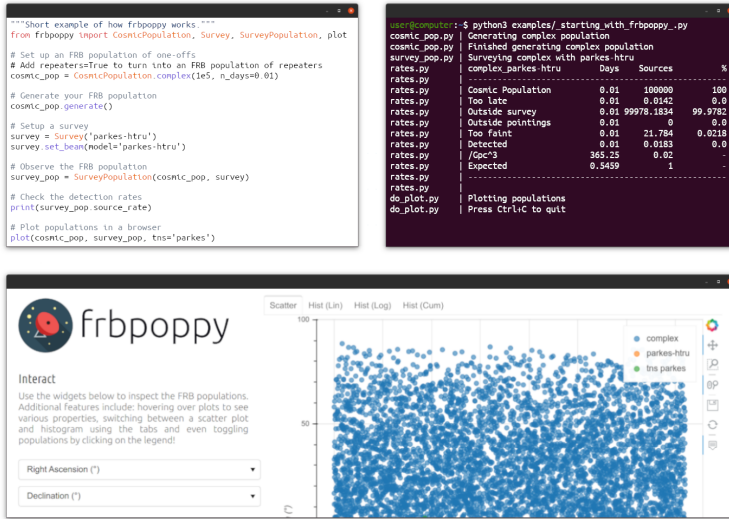 """Short example of how frbpoppy works."""
from frbpoppy import CosmicPopulation, Survey, SurveyPopulation, plot
# Set up an FRB population of one-offs
# Add repeaters=True to turn into an FRB population of repeaters
cosmic_pop = CosmicPopulation.complex(1e5, n_days=0.01)
# Generate your FRB population
cosmic_pop.generate()
# Setup a survey
survey = Survey('parkes-htru')
survey.set_beam(model='parkes-htru')
# Observe the FRB population
survey_pop = SurveyPopulation(cosmic_pop, survey)
# Check the detection rates
print(survey_pop.source_rate)
# Plot populations in a browser
plot(cosmic_pop, survey_pop, tns='parkes')
user@computer:~$ python3 examples/_starting_with_frbpoppy_.py
cosmic_pop.py | Generating complex population
cosmic_pop.py | Finished generating complex population
survey_pop.py | Surveying complex with parkes-htru
rates.py | complex_parkes-htru Days Sources %
rates.py | ------------------------------------------------------
rates.py | Cosmic Population 0.01 100000 100
rates.py | Too late 0.01 0.0142 0.0
rates.py | Outside survey 0.01 99978.1834 99.9782
rates.py | Outside pointings 0.01 0 0.0
rates.py | Too faint 0.01 21.784 0.0218
rates.py | Detected 0.01 0.0183 0.0
rates.py | /Gpc^3 365.25 0.02 -
rates.py | Expected 0.5459 1 -
rates.py | ------------------------------------------------------
rates.py |
do_plot.py | Plotting populations
do_plot.py | Press Ctrl+C to quit
frbpoppy
Interact
Use the widgets below to inspect the FRB populations.
Additional features include: hovering over plots to see
various properties, switching between a scatter plot
and histogram using the tabs and even toggling
populations by clicking on the legend!
Right Ascension (°)
Declination (°)
Scatter Hist (Lin) Hist (Log) Hist (Cum)
100
50
complex
parkes-htru
tns parkes